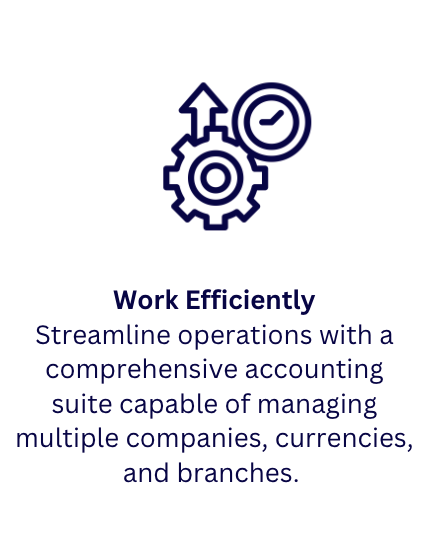 Work Efficiently
Streamline operations with a
comprehensive accounting
suite capable of managing
multiple companies, currencies,
and branches.